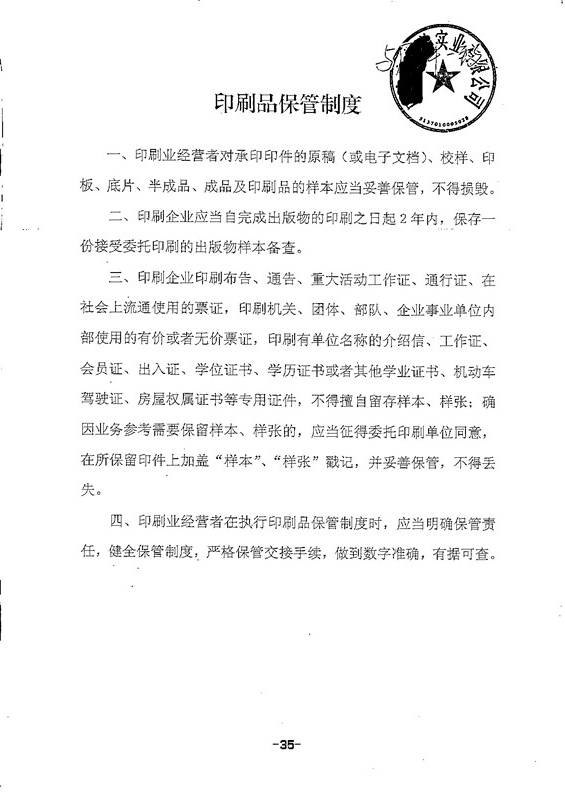 实业有限公司
5137010003028
印刷品保管制度
一、印刷业经营者对承印印件的原稿（或电子文档）、校样、印
板、底片、半成品、成品及印刷品的样本应当妥善保管，不得损毁。
二、印刷企业应当自完成出版物的印刷之日起2年内，保存一
份接受委托印刷的出版物样本备查。
三、印刷企业印刷布告、通告、重大活动工作证、通行证、在
社会上流通使用的票证，印刷机关、团体、部队、企业事业单位内
部使用的有价或者无价票证，印刷有单位名称的介绍信、工作证、
会员证、出入证、学位证书、学历证书或者其他学业证书、机动车
驾驶证、房屋权属证书等专用证件，不得擅自留存样本、样张；确
因业务参考需要保留样本、样张的，应当征得委托印刷单位同意，
在所保留印件上加盖“样本”、“样张”戳记，并妥善保管，不得丢
失。
四、印刷业经营者在执行印刷品保管制度时，应当明确保管责
任，健全保管制度，严格保管交接手续，做到数字准确，有据可查。
-35-